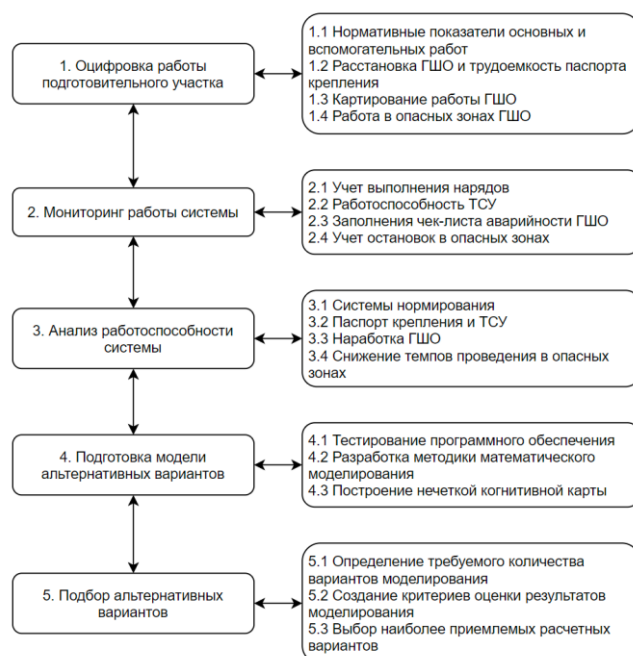 1. Оцифровка работы
подготовительного участка
1.1 Нормативные показатели основных и
вспомогательных работ
1.2 Расстановка ГШО и трудоемкость паспорта
крепления
1.3 Картирование работы ГШО
1.4 Работа в опасных зонах ГШО
2. Мониторинг работы системы
2.1 Учет выполнения нарядов
2.2 Работоспособность ТСУ
2.3 Заполнения чек-листа аварийности ГШО
2.4 Учет остановок в опасных зонах
3. Анализ работоспособности
системы
3.1 Системы нормирования
3.2 Паспорт крепления и ТСУ
3.3 Наработка ГШО
3.4 Снижение темпов проведения в опасных
зонах
4. Подготовка модели
альтернативных вариантов
4.1 Тестирование программного обеспечения
4.2 Разработка методики математического
моделирования
4.3 Построение нечеткой когнитивной карты
5. Подбор альтернативных
вариантов
5.1 Определение требуемого количества
вариантов моделирования
5.2 Создание критериев оценки результатов
моделирования
5.3 Выбор наиболее приемлемых расчетных
вариантов